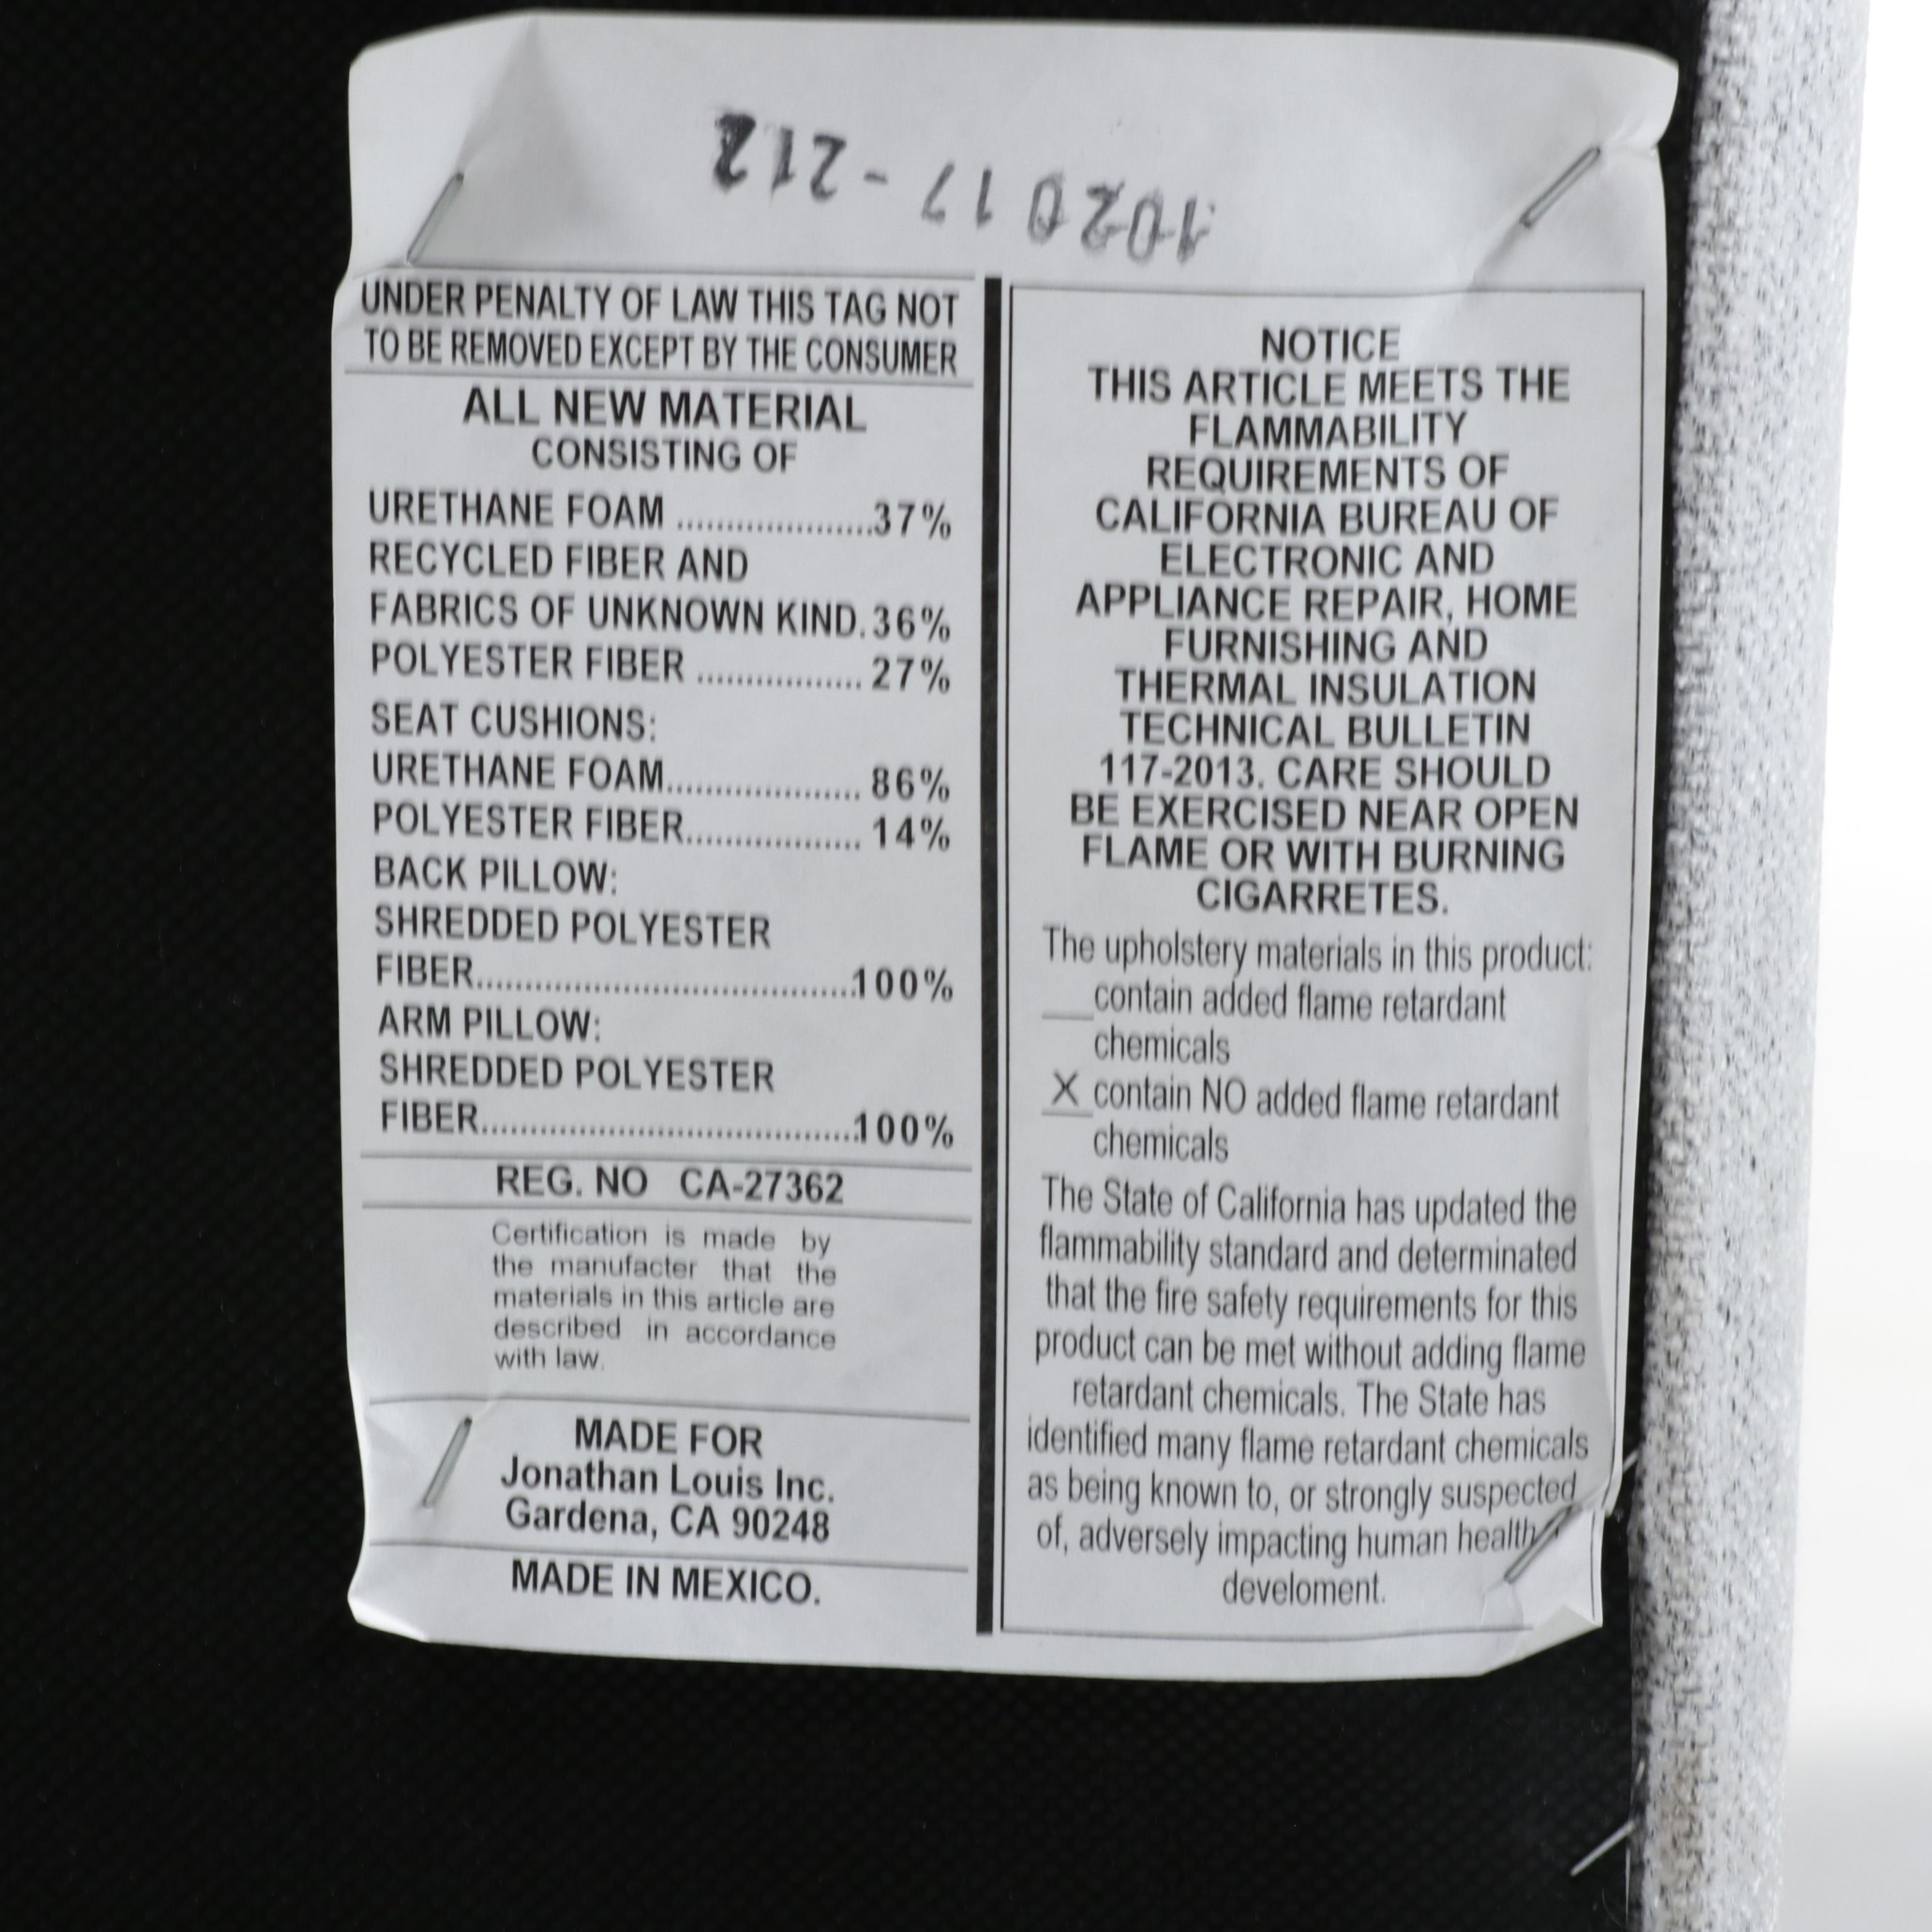 102017-212
UNDER PENALTY OF LAW THIS TAG NOT
TO BE REMOVED EXCEPT BY THE CONSUMER
ALL NEW MATERIAL
CONSISTING OF
URETHANE FOAM ....................37%
RECYCLED FIBER AND
FABRICS OF UNKNOWN KIND.36%
POLYESTER FIBER ................. 27%
SEAT CUSHIONS:
URETHANE FOAM.................... 86%
POLYESTER FIBER.................. 14%
BACK PILLOW:
SHREDDED POLYESTER
FIBER.......................................100%
ARM PILLOW:
SHREDDED POLYESTER
FIBER.......................................100%
REG. NO CA-27362
Certification is made by
the manufacter that the
materials in this article are
described in accordance
with law.
MADE FOR
Jonathan Louis Inc.
Gardena, CA 90248
MADE IN MEXICO.
NOTICE
THIS ARTICLE MEETS THE
FLAMMABILITY
REQUIREMENTS OF
CALIFORNIA BUREAU OF
ELECTRONIC AND
APPLIANCE REPAIR, HOME
FURNISHING AND
THERMAL INSULATION
TECHNICAL BULLETIN
117-2013. CARE SHOULD
BE EXERCISED NEAR OPEN
FLAME OR WITH BURNING
CIGARRETES.
The upholstery materials in this product:
__contain added flame retardant
chemicals
X contain NO added flame retardant
chemicals
The State of California has updated the
flammability standard and determinated
that the fire safety requirements for this
product can be met without adding flame
retardant chemicals. The State has
identified many flame retardant chemicals
as being known to, or strongly suspected
of, adversely impacting human health
develoment.